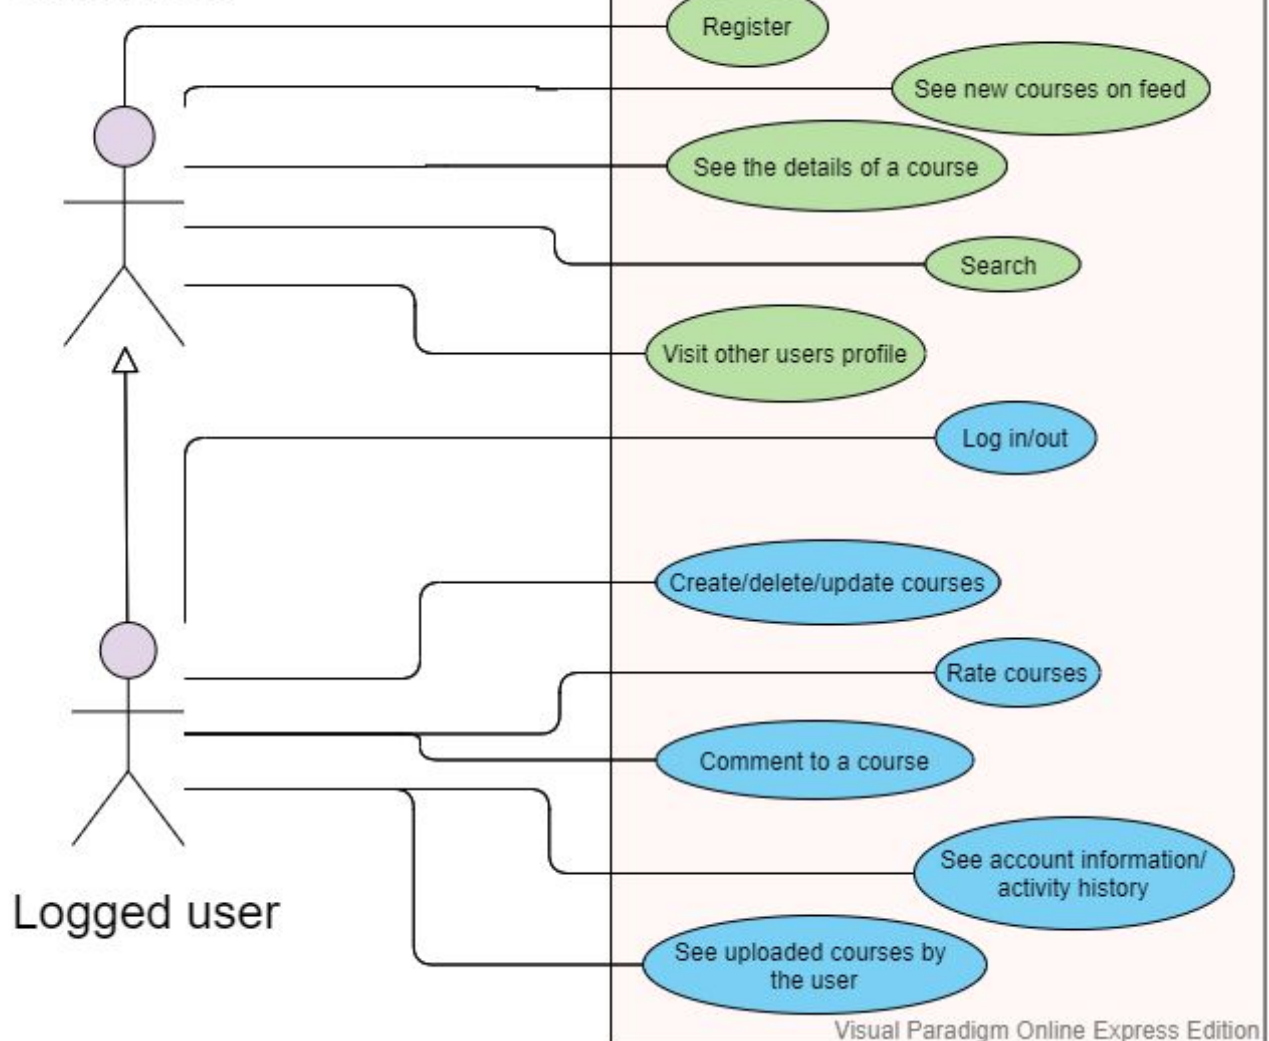 Register
See new courses on feed
See the details of a course
Search
Visit other users profile
Log in/out
Create/delete/update courses
Rate courses
Comment to a course
See account information/
activity history
Logged user
See uploaded courses by
the user
Visual Paradigm Online Express Edition